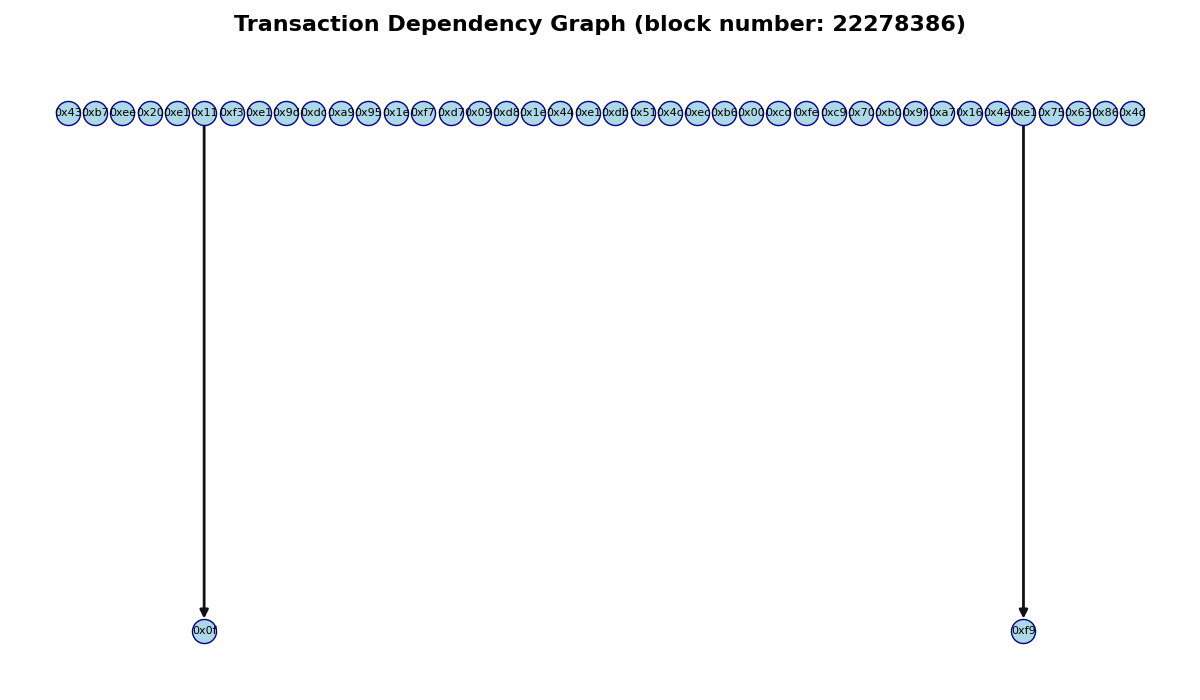 Transaction Dependency Graph (block number: 22278386)
0x43 0xb7 0xee 0x20 0xe1 0x11 0xf3 0xe1 0x9d 0xdc 0xa9 0x95 0x1e 0xf7 0xd7 0x09 0xd8 0x1e 0x44 0xe1 0xdb 0x51 0x4c 0xec 0xb6 0x00 0xcd 0xfe 0xc9 0x70 0xb0 0x9f 0xa7 0x16 0x4e 0xe1 0x75 0x63 0x86 0x4d
0x0f 0xf9